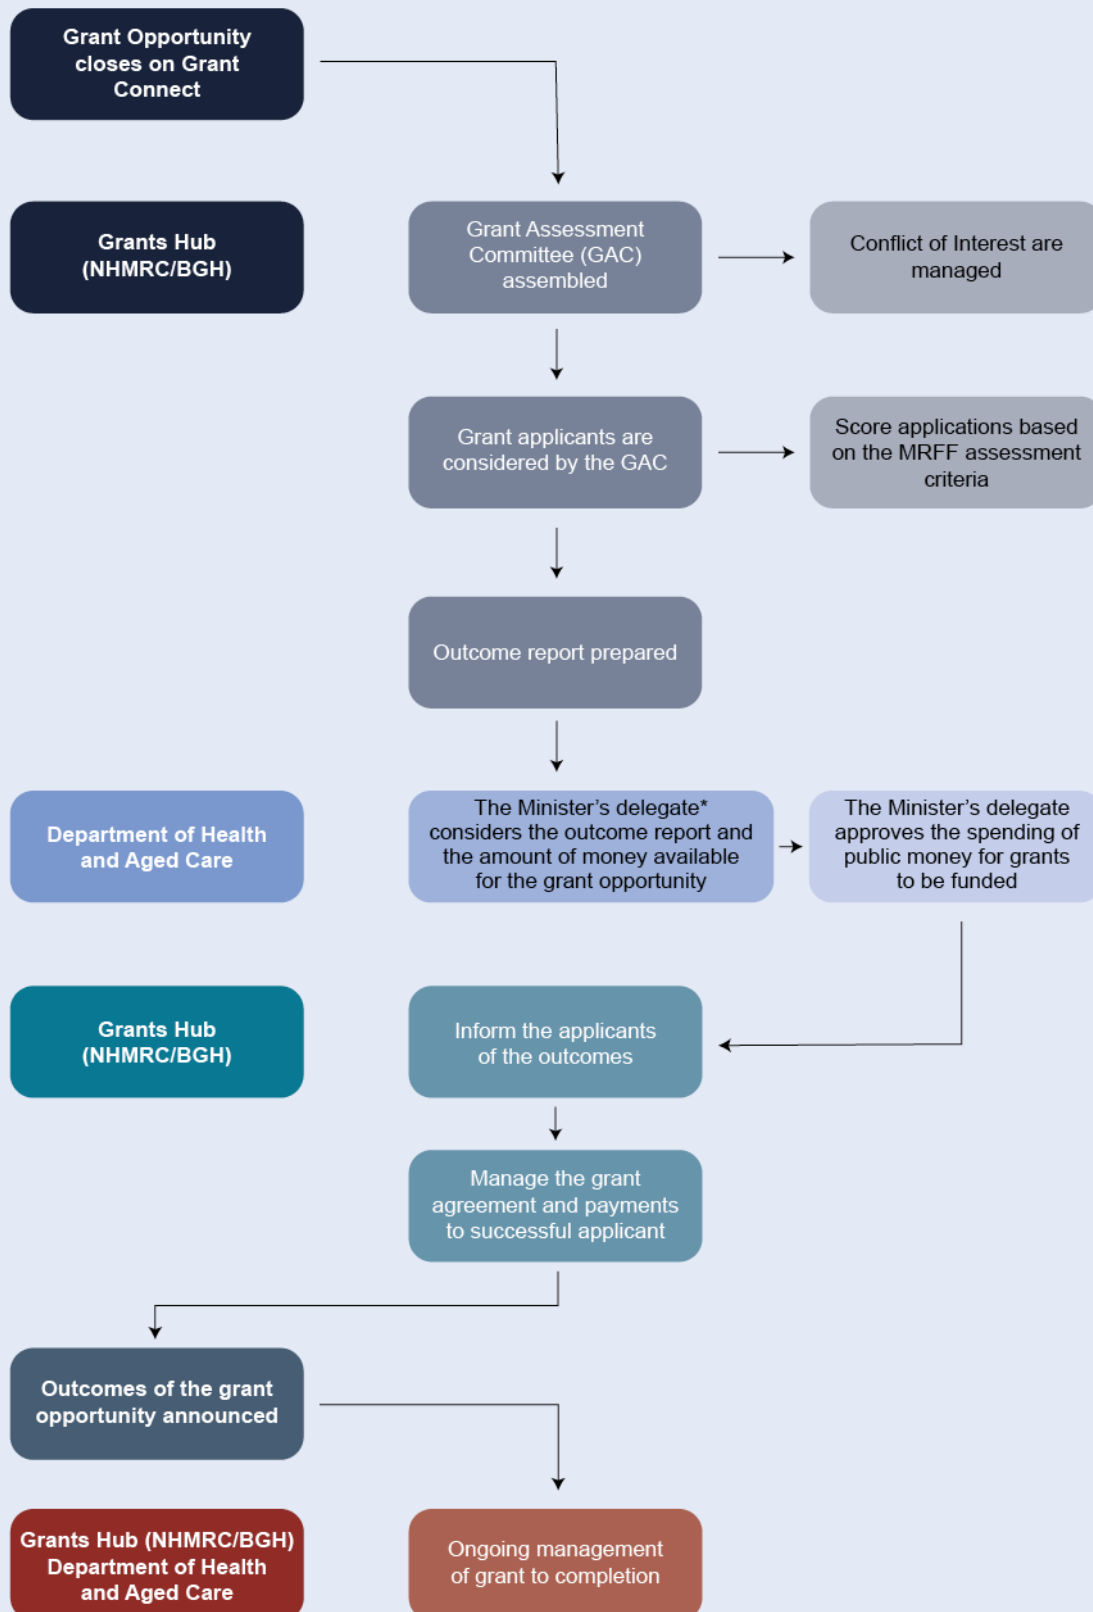 Grant Opportunity
closes on Grant
Connect
Grants Hub
(NHMRC/BGH)
Grant Assessment
Committee (GAC)
assembled
Conflict of Interest are
managed
Grant applicants are
considered by the GAC
Score applications based
on the MRFF assessment
criteria
Outcome report prepared
Department of Health
and Aged Care
The Minister’s delegate*
considers the outcome report and
the amount of money available
for the grant opportunity
The Minister’s delegate
approves the spending of
public money for grants
to be funded
Grants Hub
(NHMRC/BGH)
Inform the applicants
of the outcomes
Manage the grant
agreement and payments
to successful applicant
Outcomes of the grant
opportunity announced
Grants Hub (NHMRC/BGH)
Department of Health
and Aged Care
Ongoing management
of grant to completion